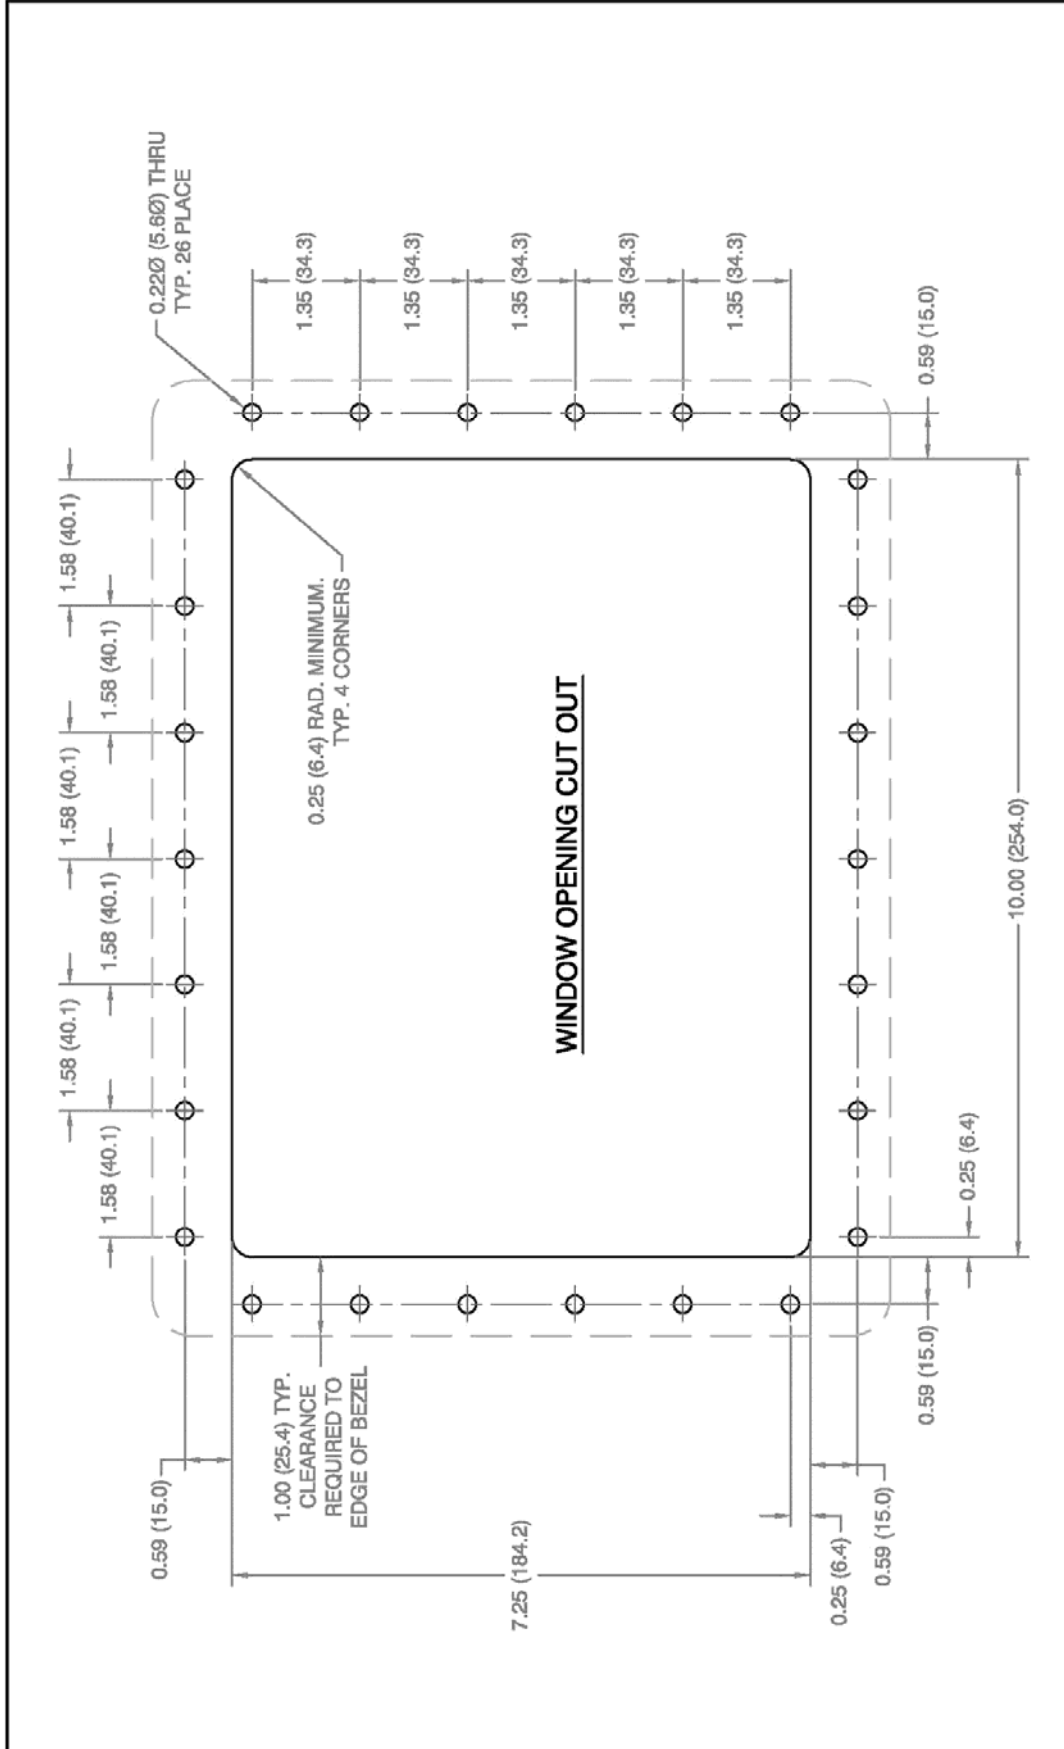 0.22Ø (5.6Ø) THRU
TYP. 26 PLACE
1.58 (40.1)
1.58 (40.1)
1.58 (40.1)
1.58 (40.1)
1.58 (40.1)
1.58 (40.1)
1.35 (34.3)
1.35 (34.3)
1.35 (34.3)
1.35 (34.3)
1.35 (34.3)
0.59 (15.0)
0.25 (6.4) RAD. MINIMUM.
TYP. 4 CORNERS
WINDOW OPENING CUT OUT
10.00 (254.0)
0.25 (6.4)
0.59 (15.0)
1.00 (25.4) TYP.
CLEARANCE
REQUIRED TO
EDGE OF BEZEL
0.59 (15.0)
7.25 (184.2)
0.25 (6.4)
0.59 (15.0)